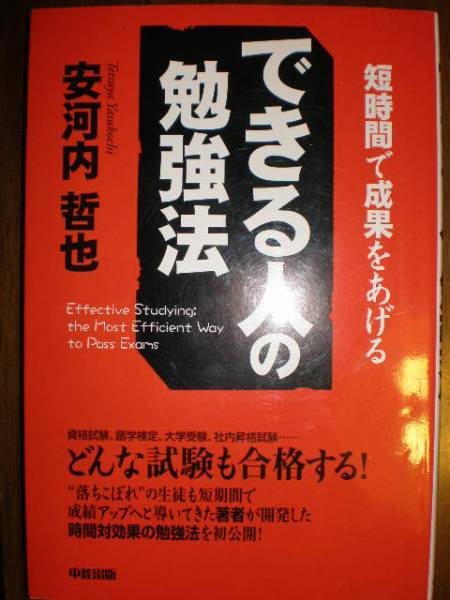 短時間で成果をあげる
できる人の
勉強法
Tetsuya Yasukochi
安河内 哲也
Effective Studying:
the Most Efficient Way
to Pass Exams
資格試験、語学検定、大学受験、社内昇格試験……
どんな試験も合格する!
“落ちこぼれ”の生徒も短期間で
成績アップへと導いてきた著者が開発した
時間対効果の勉強法を初公開!
中経出版